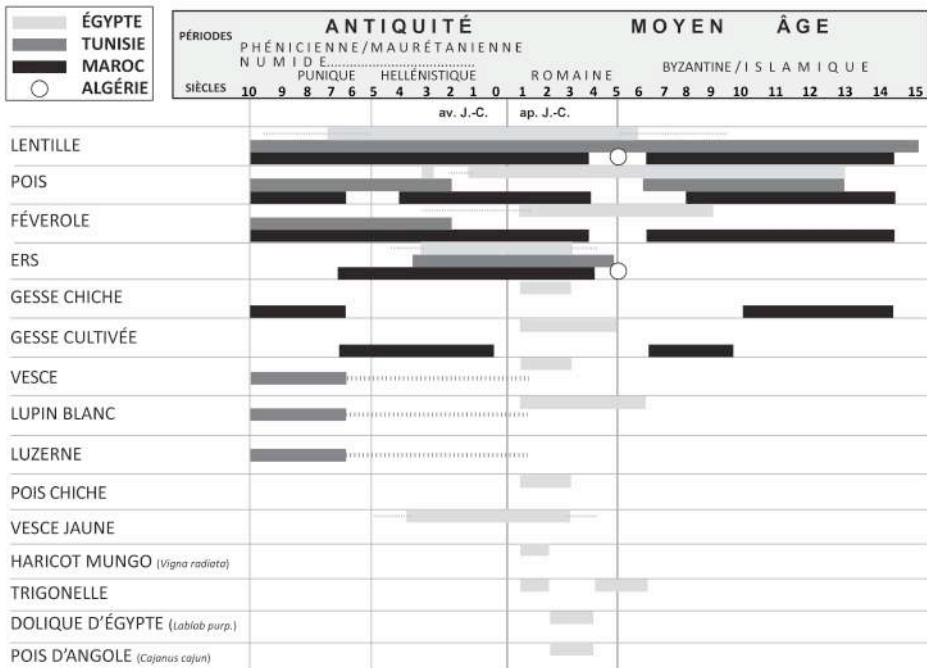 ÉGYPTE
TUNISIE
MAROC
ALGÉRIE
PÉRIODES
ANTIQUITÉ
MOYEN ÂGE
PHÉNICIENNE/MAURÉTANIENNE
NUMIDE
PUNIQUE HELLÉNISTIQUE ROMAINE BYZANTINE/ISLAMIQUE
SIÈCLES 10 9 8 7 6 5 4 3 2 1 0 1 2 3 4 5 6 7 8 9 10 11 12 13 14 15
av. J.-C. ap. J.-C.
LENTILLE
POIS
FÉVEROLE
ERS
GESSE CHICHE
GESSE CULTIVÉE
VESCE
LUPIN BLANC
LUZERNE
POIS CHICHE
VESCE JAUNE
HARICOT MUNGO (Vigna radiata)
TRIGONELLE
DOLIQUE D'ÉGYPTE (Lablab purp.)
POIS D'ANGOLE (Cajanus cajun)